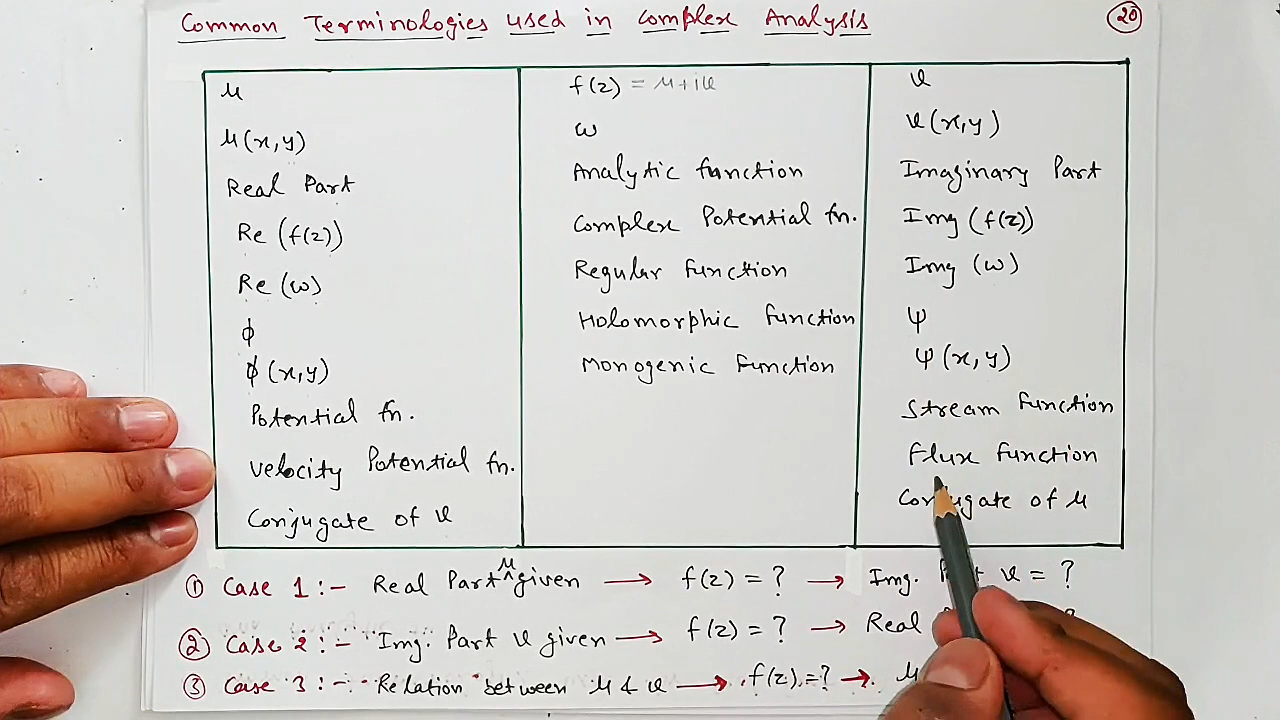 Common Terminologies used in Complex Analysis
20
u
u(x,y)
Real Part
Re (f(z))
Re (ω)
ϕ
ϕ (x,y)
Potential fn.
Velocity Potential fn.
Conjugate of v
f(z) = u+iv
ω
Analytic function
Complex Potential fn.
Regular function
Holomorphic function
Monogenic function
v
v(x,y)
Imaginary Part
Img (f(z))
Img (ω)
ψ
ψ(x,y)
Stream function
Flux function
Conjugate of u
① Case 1 :- Real Part u given → f(z) = ? → Img. v = ?
② Case 2 :- Img. Part v given → f(z) = ? → Real ?
③ Case 3 :- Relation between u & v → f(z) = ? → u